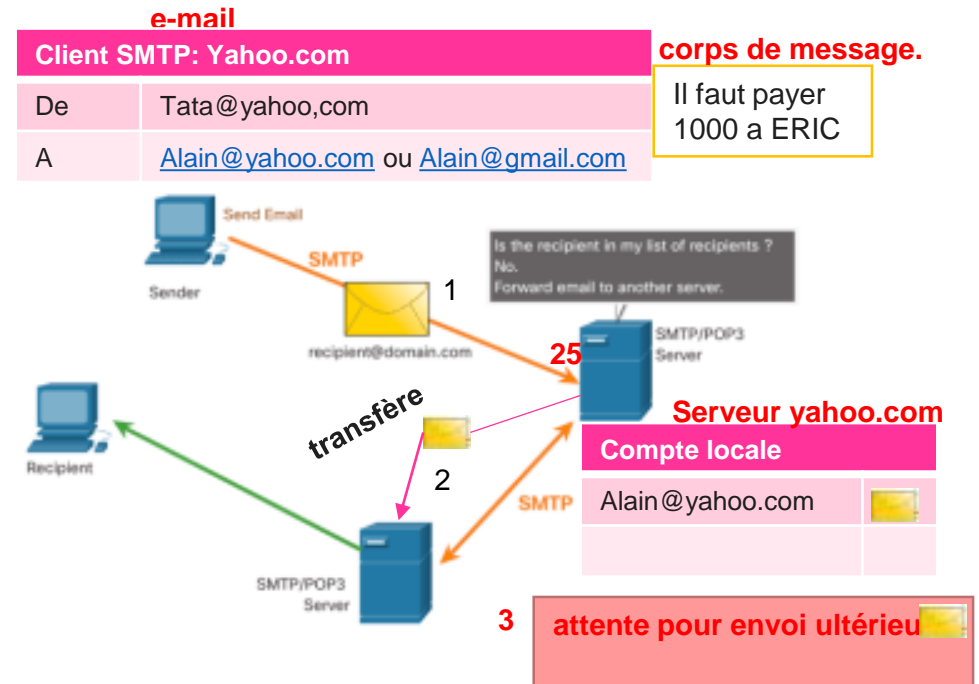 e-mail
Client SMTP: Yahoo.com
corps de message.
De Tata@yahoo,com
Il faut payer
1000 a ERIC
A Alain@yahoo.com ou Alain@gmail.com
Send Email
SMTP
1
Sender
recipient@domain.com
Is the recipient in my list of recipients ?
No.
Forward email to another server.
SMTP/POP3
Server
25
transfère
Serveur yahoo.com
Compte locale
Recipient
2
SMTP
Alain@yahoo.com
SMTP/POP3
Server
3
attente pour envoi ultérieu